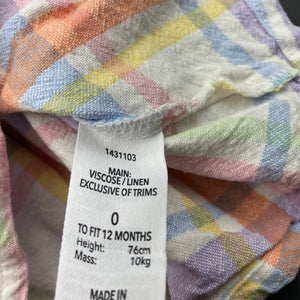 1431103
MAIN:
VISCOSE / LINEN
EXCLUSIVE OF TRIMS
0
TO FIT 12 MONTHS
Height: 76cm
Mass: 10kg
MADE IN